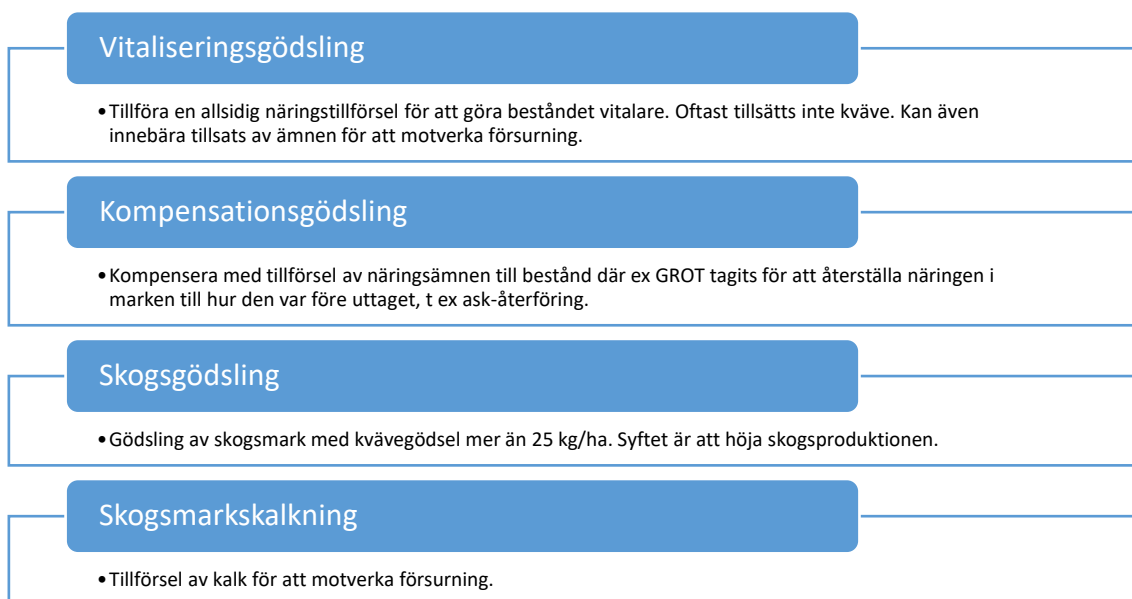 Vitaliseringsgödsling
•Tillföra en allsidig näringstillförsel för att göra beståndet vitalare. Oftast tillsätts inte kväve. Kan även
innebära tillsats av ämnen för att motverka försurning.
Kompensationsgödsling
•Kompensera med tillförsel av näringsämnen till bestånd där ex GROT tagits för att återställa näringen i
marken till hur den var före uttaget, t ex ask-återföring.
Skogsgödsling
•Gödsling av skogsmark med kvävegödsel mer än 25 kg/ha. Syftet är att höja skogsproduktionen.
Skogsmarkskalkning
•Tillförsel av kalk för att motverka försurning.